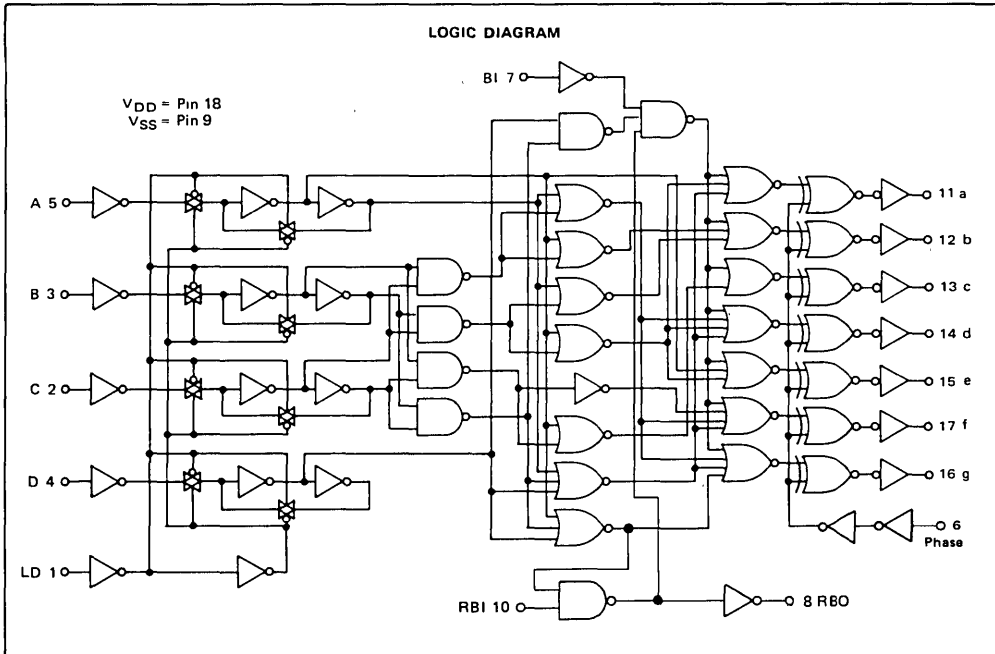 LOGIC DIAGRAM
BI 7
VDD = Pin 18
VSS = Pin 9
A 5
11 a
12 b
B 3
13 c
14 d
C 2
15 e
17 f
D 4
16 g
6
Phase
LD 1
RBI 10
8 RBO